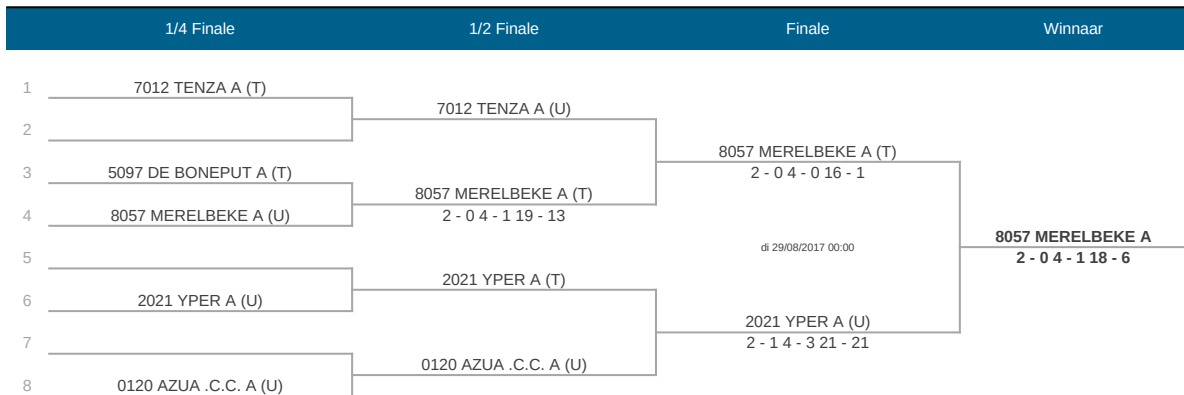 1/4 Finale 1/2 Finale Finale Winnaar
1 7012 TENZA A (T)
7012 TENZA A (U)
2
8057 MERELBEKE A (T)
3 5097 DE BONEPUT A (T) 2 - 0 4 - 0 16 - 1
8057 MERELBEKE A (T)
4 8057 MERELBEKE A (U) 2 - 0 4 - 1 19 - 13
8057 MERELBEKE A
di 29/08/2017 00:00
5 2 - 0 4 - 1 18 - 6
2021 YPER A (T)
6 2021 YPER A (U)
2021 YPER A (U)
7 2 - 1 4 - 3 21 - 21
0120 AZUA .C.C. A (U)
8 0120 AZUA .C.C. A (U)